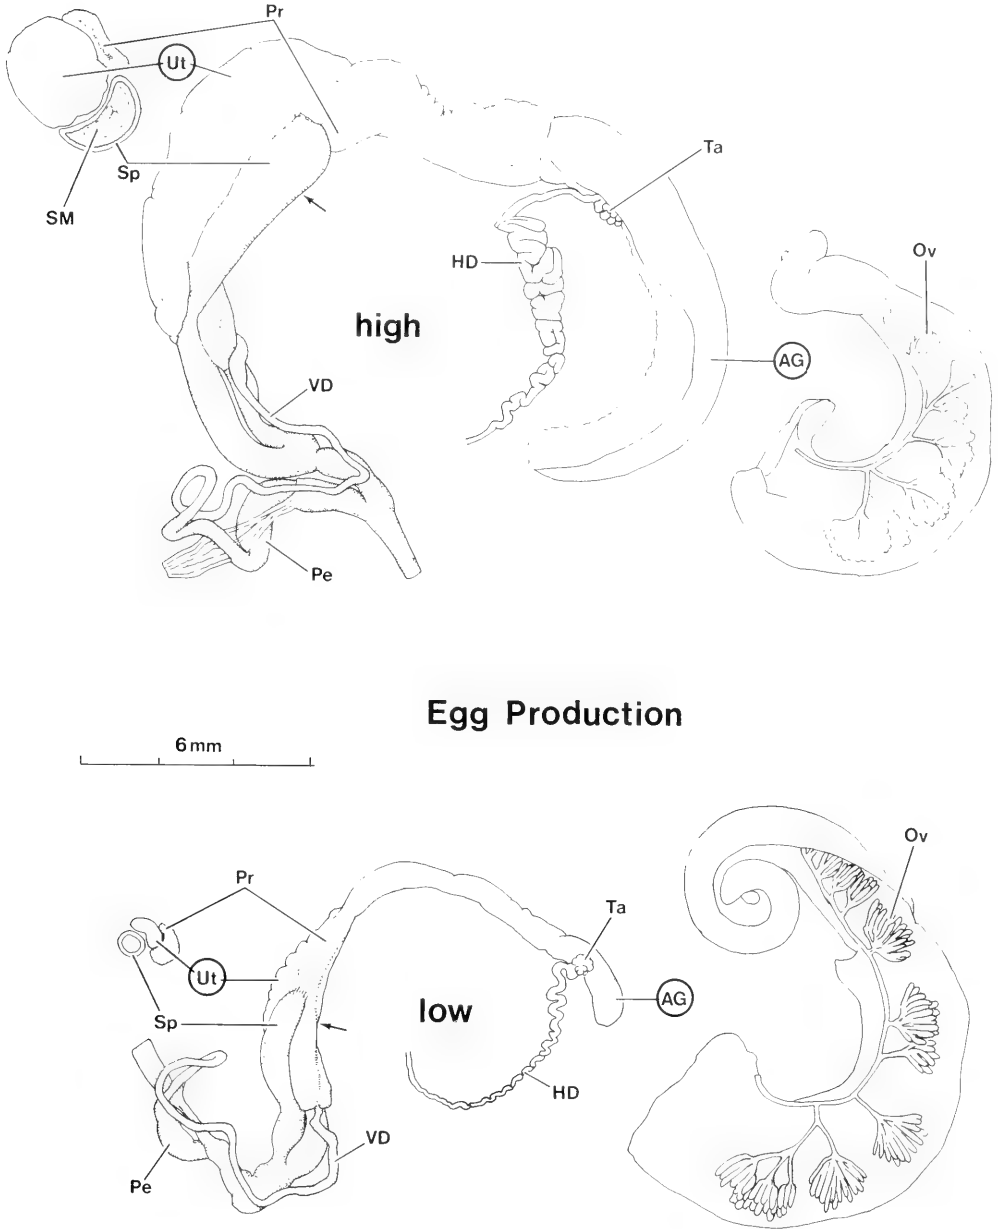 Pr
Ut
Sp
SM
Ta
HD
Ov
high
AG
VD
Pe
Egg Production
6 mm
Ov
Pr
Ta
Ut
AG
low
Sp
HD
VD
Pe